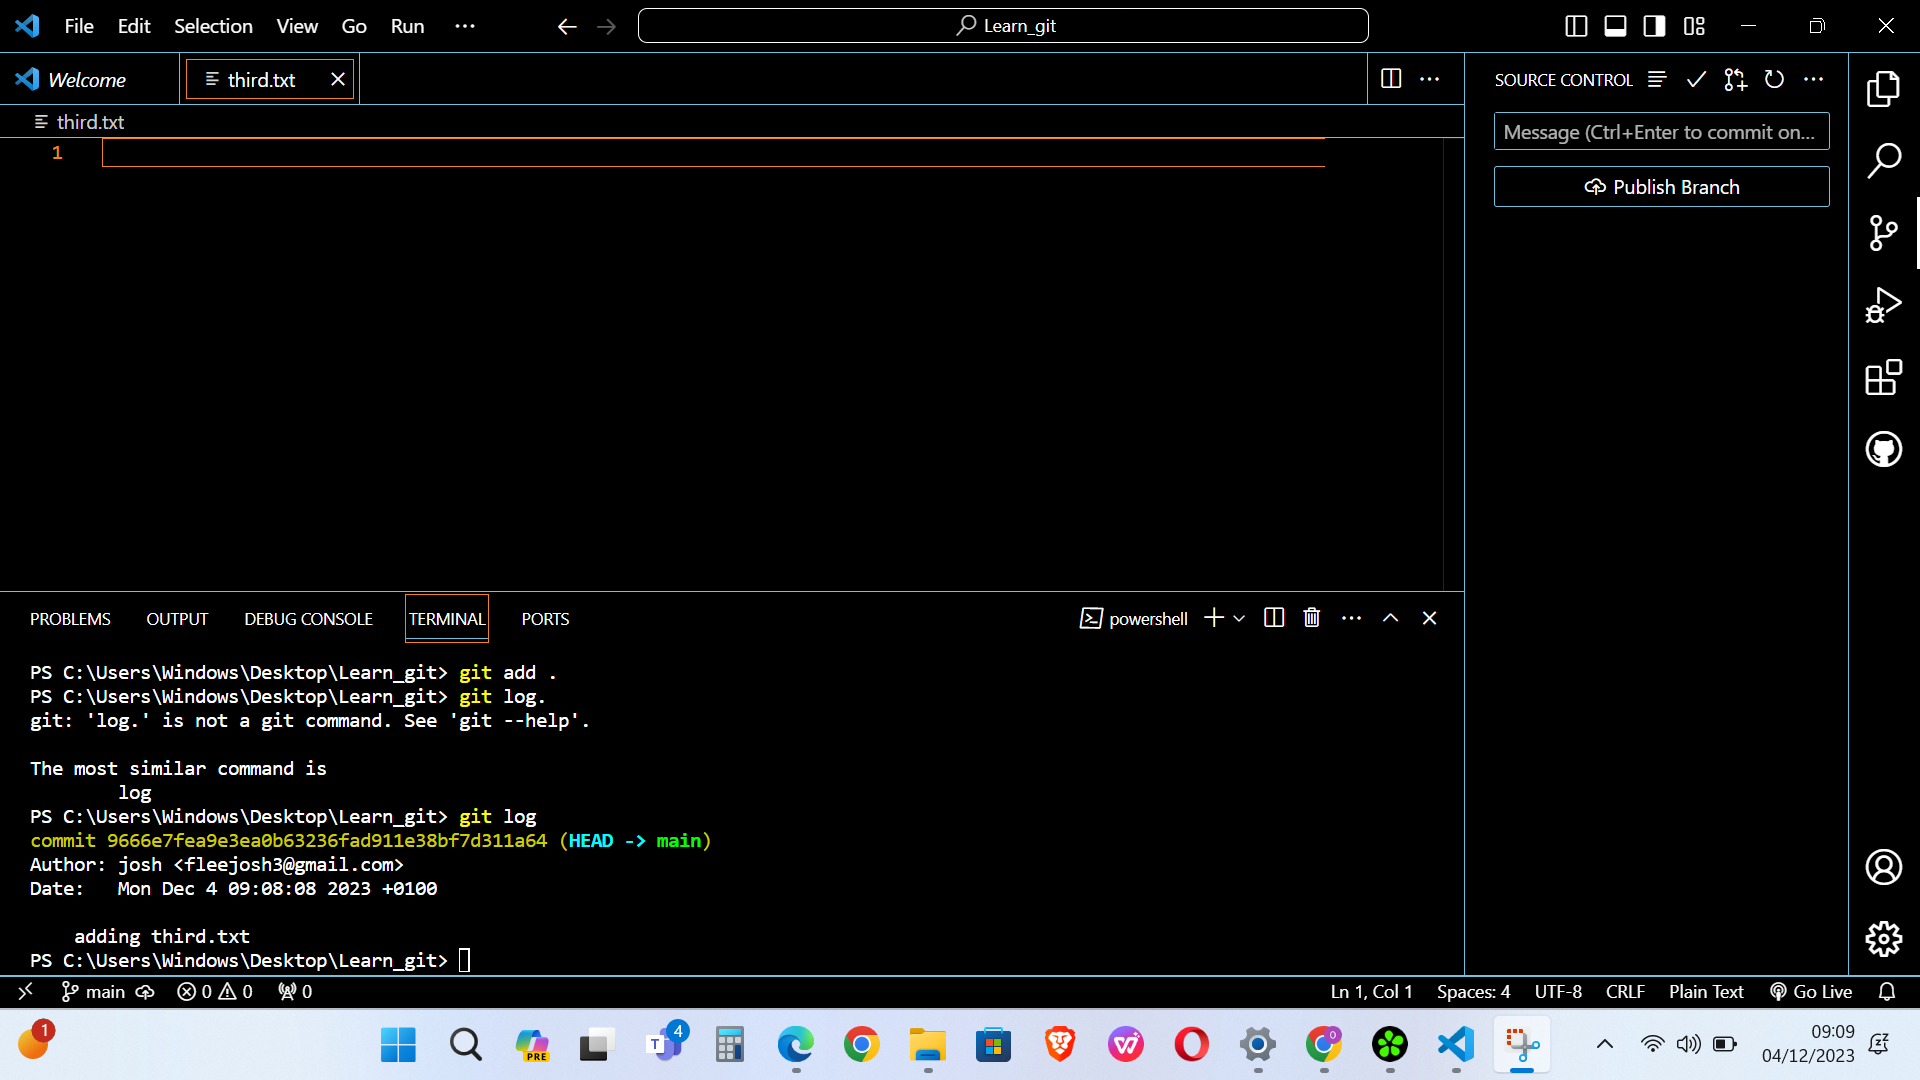 File Edit Selection View Go Run ···
Learn_git
Welcome
third.txt
third.txt
1
SOURCE CONTROL
Message (Ctrl+Enter to commit on...
Publish Branch
PROBLEMS OUTPUT DEBUG CONSOLE TERMINAL PORTS
powershell
PS C:\Users\Windows\Desktop\Learn_git> git add .
PS C:\Users\Windows\Desktop\Learn_git> git log.
git: 'log.' is not a git command. See 'git --help'.
The most similar command is
log
PS C:\Users\Windows\Desktop\Learn_git> git log
commit 9666e7fea9e3ea0b63236fad911e38bf7d311a64 (HEAD -> main)
Author: josh <fleejosh3@gmail.com>
Date:   Mon Dec 4 09:08:08 2023 +0100
adding third.txt
PS C:\Users\Windows\Desktop\Learn_git>
main 0 0 0
Ln 1, Col 1 Spaces: 4 UTF-8 CRLF Plain Text Go Live
1
PRE
T 4
0
09:09
04/12/2023